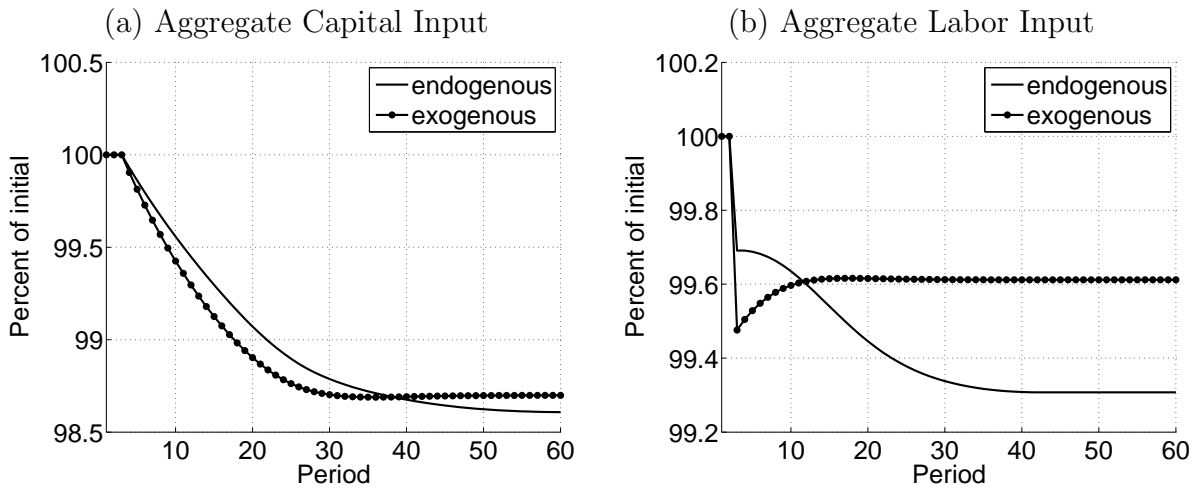 (a) Aggregate Capital Input
100.5
100
99.5
99
98.5
Percent of initial
endogenous
exogenous
10 20 30 40 50 60
Period
(b) Aggregate Labor Input
100.2
100
99.8
99.6
99.4
99.2
Percent of initial
endogenous
exogenous
10 20 30 40 50 60
Period